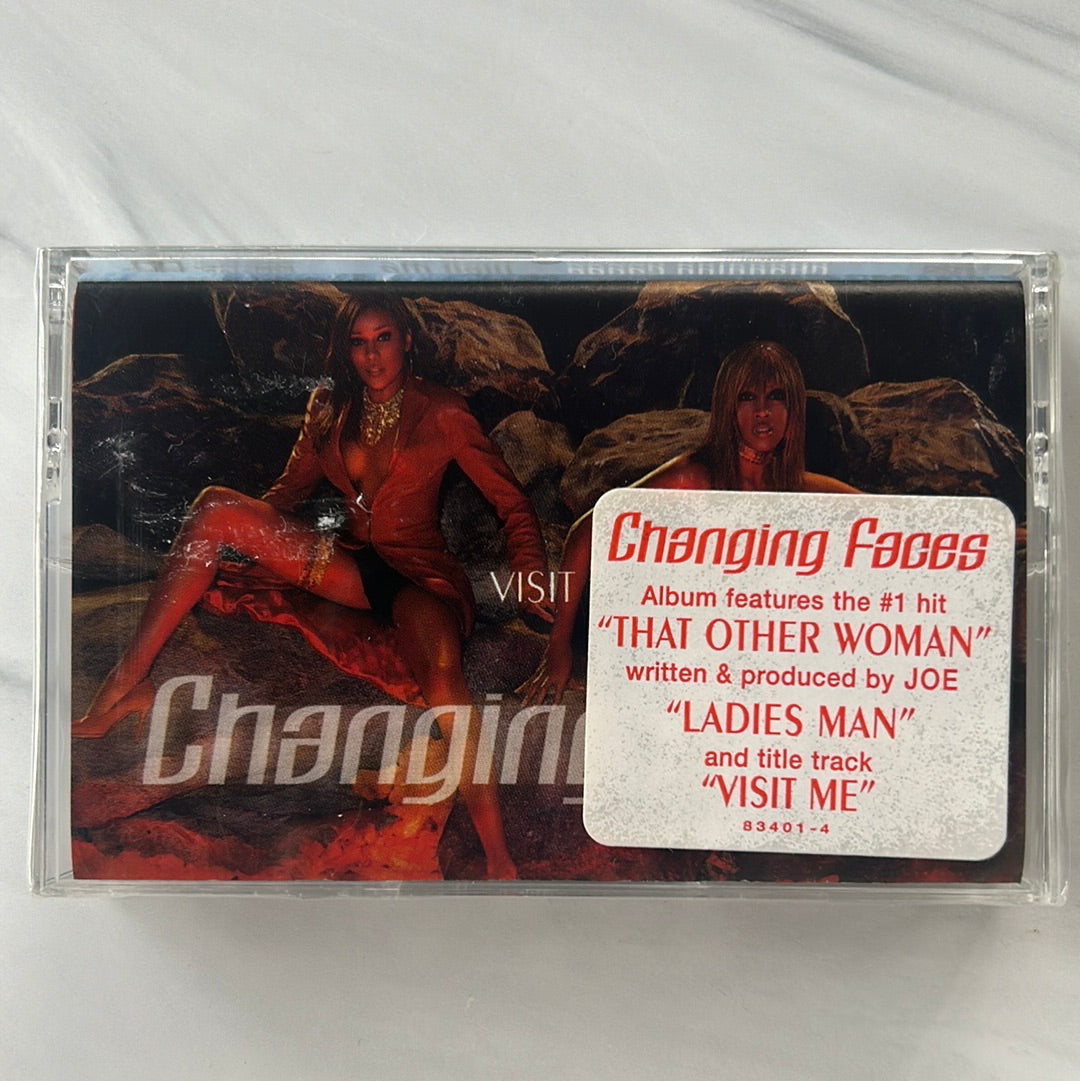 VISIT
Changing
Changing Faces
Album features the #1 hit
"THAT OTHER WOMAN"
written & produced by JOE
"LADIES MAN"
and title track
"VISIT ME"
83401-4